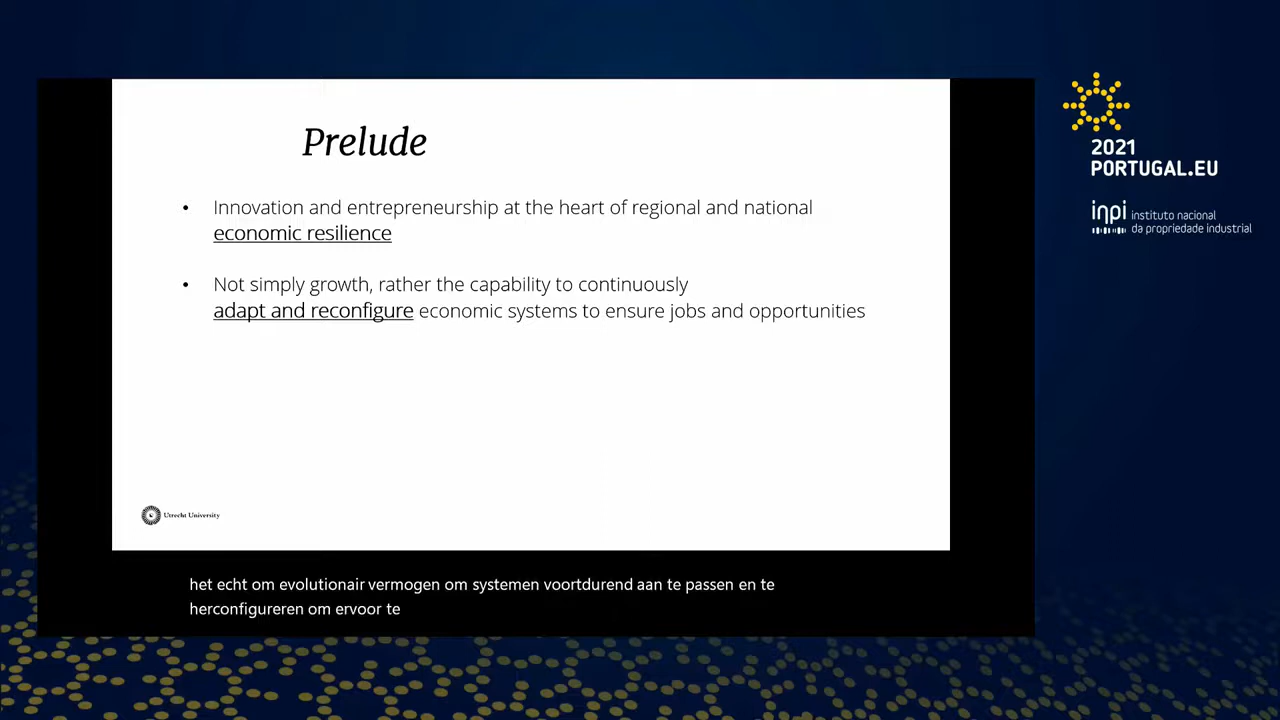 Prelude
• Innovation and entrepreneurship at the heart of regional and national
economic resilience
• Not simply growth, rather the capability to continuously
adapt and reconfigure economic systems to ensure jobs and opportunities
Utrecht University
het echt om evolutionair vermogen om systemen voortdurend aan te passen en te
herconfigureren om ervoor te
2021
PORTUGAL.EU
inpi instituto nacional
da propriedade industrial